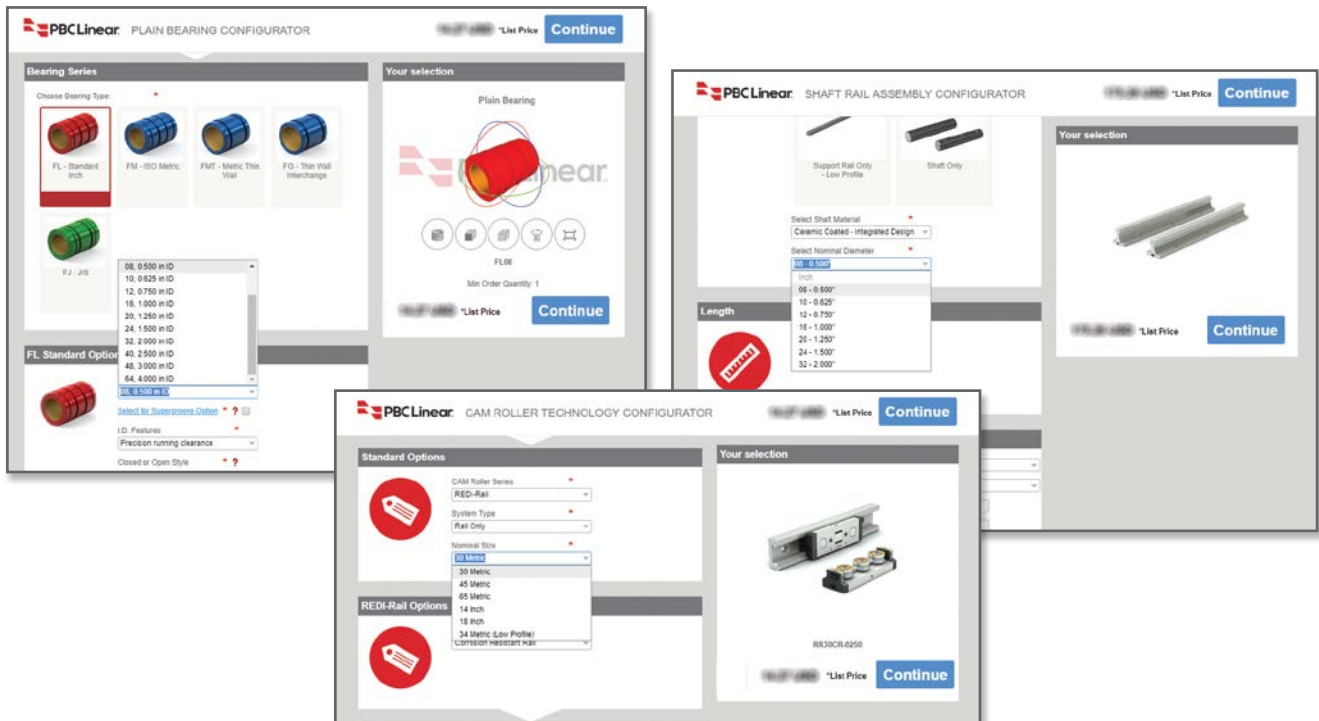 PBCLinear. PLAIN BEARING CONFIGURATOR
*List Price
Continue
Bearing Series
Choose Bearing Type: *
FL - Standard
Inch
FM - ISO Metric
FMT - Metric Thin
Wall
FG - Thin Wall
Interchange
FJ - JIS
08, 0.500 in ID
10, 0.625 in ID
12, 0.750 in ID
16, 1.000 in ID
20, 1.250 in ID
24, 1.500 in ID
32, 2.000 in ID
40, 2.500 in ID
48, 3.000 in ID
64, 4.000 in ID
08, 0.500 in ID
FL Standard Option
Select for Supergroove Option * ?
I.D. Features *
Precision running clearance
Closed or Open Style * ?
Your selection
Plain Bearing
near.
FL08
Min Order Quantity: 1
*List Price
Continue
PBCLinear. SHAFT RAIL ASSEMBLY CONFIGURATOR
*List Price
Continue
Support Rail Only
- Low Profile
Shaft Only
Select Shaft Material *
Ceramic Coated - Integrated Design
Select Nominal Diameter *
08 - 0.500"
Inch
08 - 0.500"
10 - 0.625"
12 - 0.750"
16 - 1.000"
20 - 1.250"
24 - 1.500"
32 - 2.000"
Length
Your selection
*List Price
Continue
PBCLinear. CAM ROLLER TECHNOLOGY CONFIGURATOR
*List Price
Continue
Standard Options
CAM Roller Series *
REDI-Rail
System Type *
Rail Only
Nominal Size *
30 Metric
30 Metric
45 Metric
65 Metric
14 Inch
18 Inch
34 Metric (Low Profile)
REDI-Rail Options
Corrosion Resistant Rail
Your selection
RR30CR-0250
*List Price
Continue